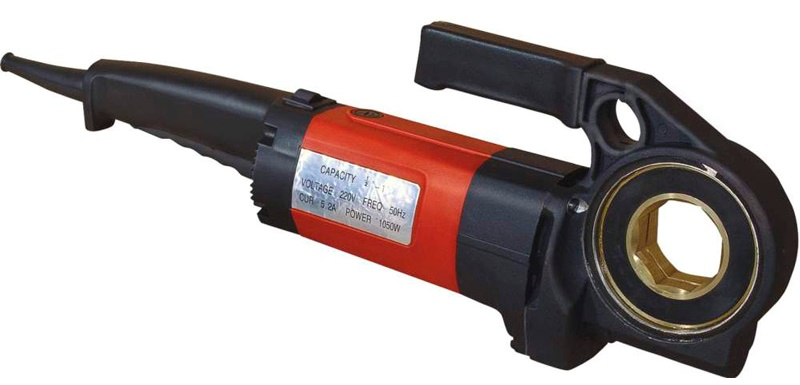 CAPACITY
VOLTAGE 220V FREQ 50Hz
CUR 5.2A POWER 1050W